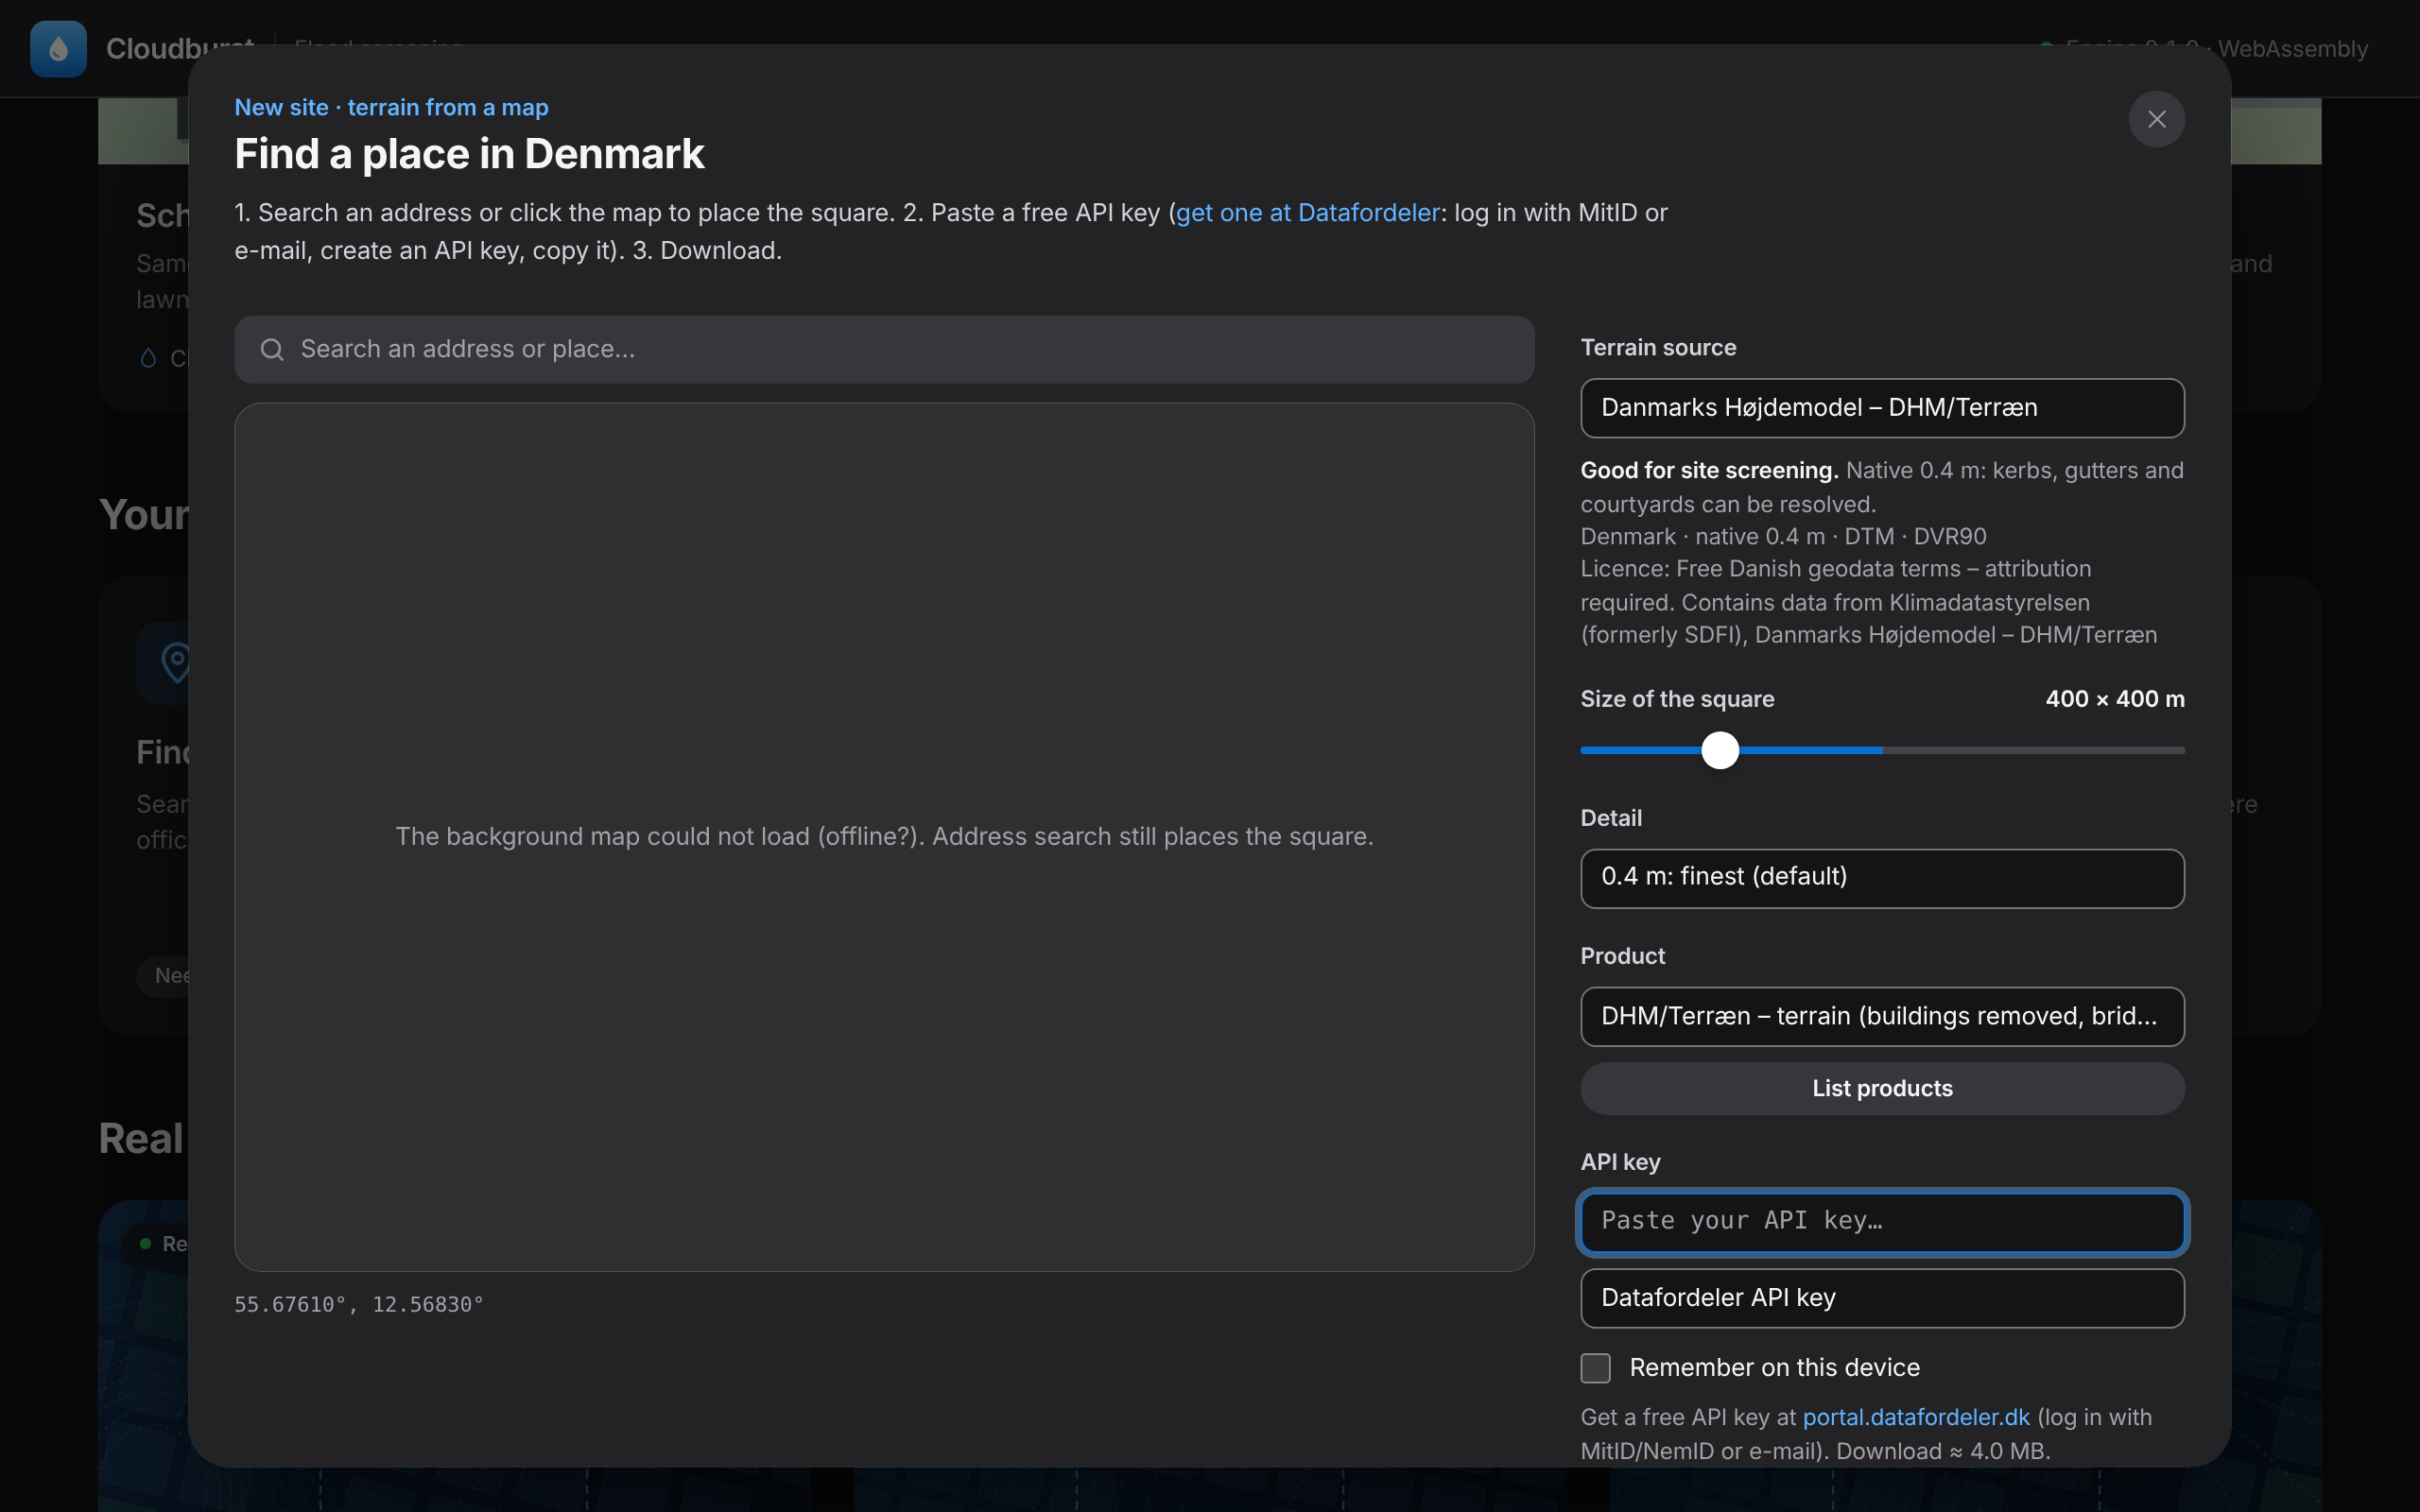 Cloudburst
WebAssembly
New site · terrain from a map
Find a place in Denmark
1. Search an address or click the map to place the square. 2. Paste a free API key (get one at Datafordeler: log in with MitID or
e-mail, create an API key, copy it). 3. Download.
Search an address or place...
The background map could not load (offline?). Address search still places the square.
55.67610°, 12.56830°
Terrain source
Danmarks Højdemodel – DHM/Terræn
Good for site screening. Native 0.4 m: kerbs, gutters and
courtyards can be resolved.
Denmark · native 0.4 m · DTM · DVR90
Licence: Free Danish geodata terms – attribution
required. Contains data from Klimadatastyrelsen
(formerly SDFI), Danmarks Højdemodel – DHM/Terræn
Size of the square 400 × 400 m
Detail
0.4 m: finest (default)
Product
DHM/Terræn – terrain (buildings removed, brid...
List products
API key
Paste your API key…
Datafordeler API key
Remember on this device
Get a free API key at portal.datafordeler.dk (log in with
MitID/NemID or e-mail). Download ≈ 4.0 MB.
Your
Real
and